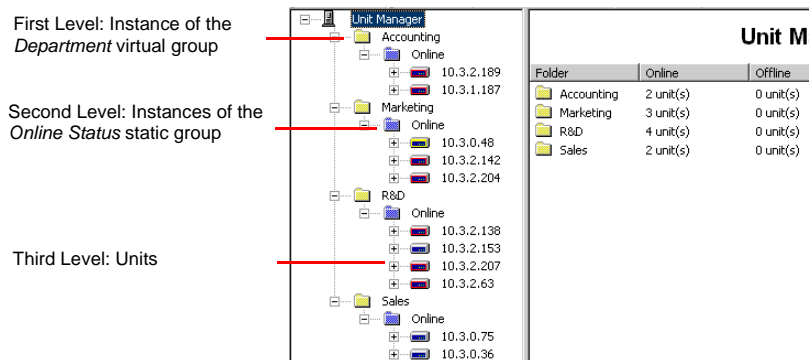 First Level: Instance of the
Department virtual group
Second Level: Instances of the
Online Status static group
Third Level: Units
Unit Manager
Accounting
Online
10.3.2.189
10.3.1.187
Marketing
Online
10.3.0.48
10.3.2.142
10.3.2.204
R&D
Online
10.3.2.138
10.3.2.153
10.3.2.207
10.3.2.63
Sales
Online
10.3.0.75
10.3.0.36
Unit M
Folder Online Offline
Accounting 2 unit(s) 0 unit(s)
Marketing 3 unit(s) 0 unit(s)
R&D 4 unit(s) 0 unit(s)
Sales 2 unit(s) 0 unit(s)